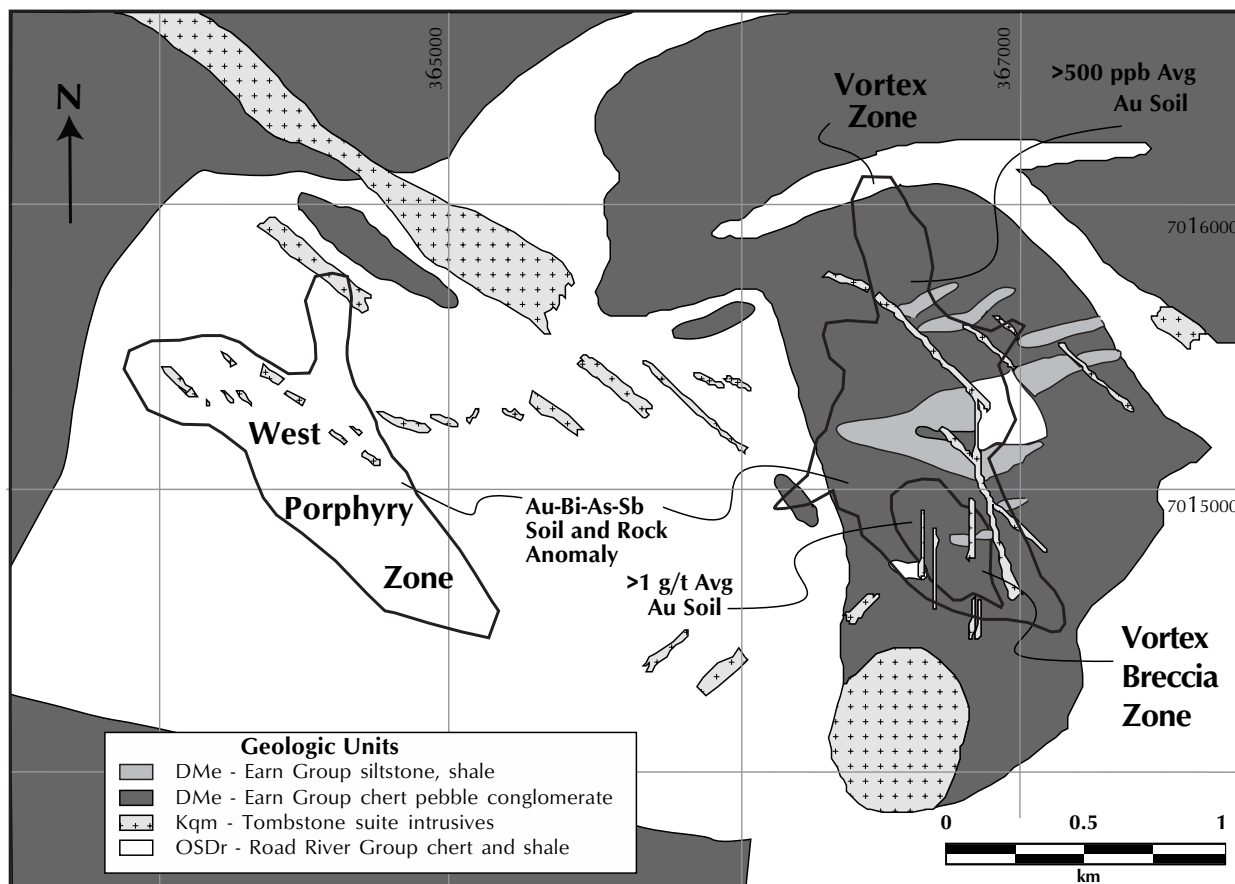 365000
367000
N
Vortex
Zone
>500 ppb Avg
Au Soil
7016000
West
Porphyry
Zone
Au-Bi-As-Sb
Soil and Rock
Anomaly
7015000
>1 g/t Avg
Au Soil
Vortex
Breccia
Zone
Geologic Units
DMe - Earn Group siltstone, shale
DMe - Earn Group chert pebble conglomerate
Kqm - Tombstone suite intrusives
OSDr - Road River Group chert and shale
0 0.5 1
km